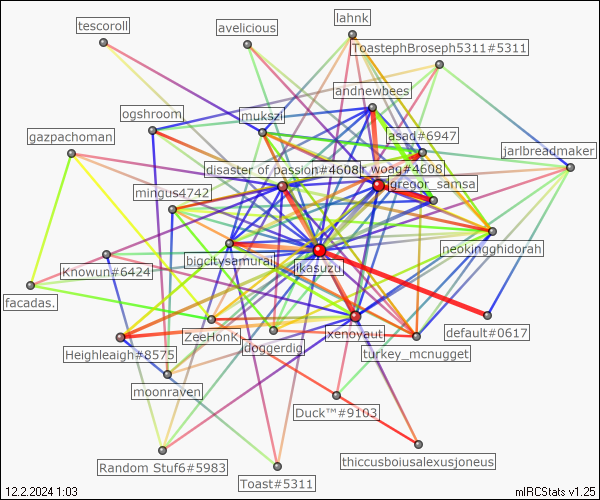 lahnk
tescoroll
avelicious
ToastephBroseph5311#5311
andnewbees
ogshroom
mukszi
asad#6947
gazpachoman
jarlbreadmaker
disaster of passion#4608
woag#4608
gregor_samsa
mingus4742
neokingghidorah
bigcitysamurai
ikasuzu
Knowun#6424
facadas.
xenoyaut
default#0617
ZeeHonK
doggerdig
turkey_mcnugget
Heighleigh#8575
moonraven
Duck™#9103
thiccusboiusalexusjoneus
Random Stuf6#5983
Toast#5311
12.2.2024 1:03
mIRCStats v1.25